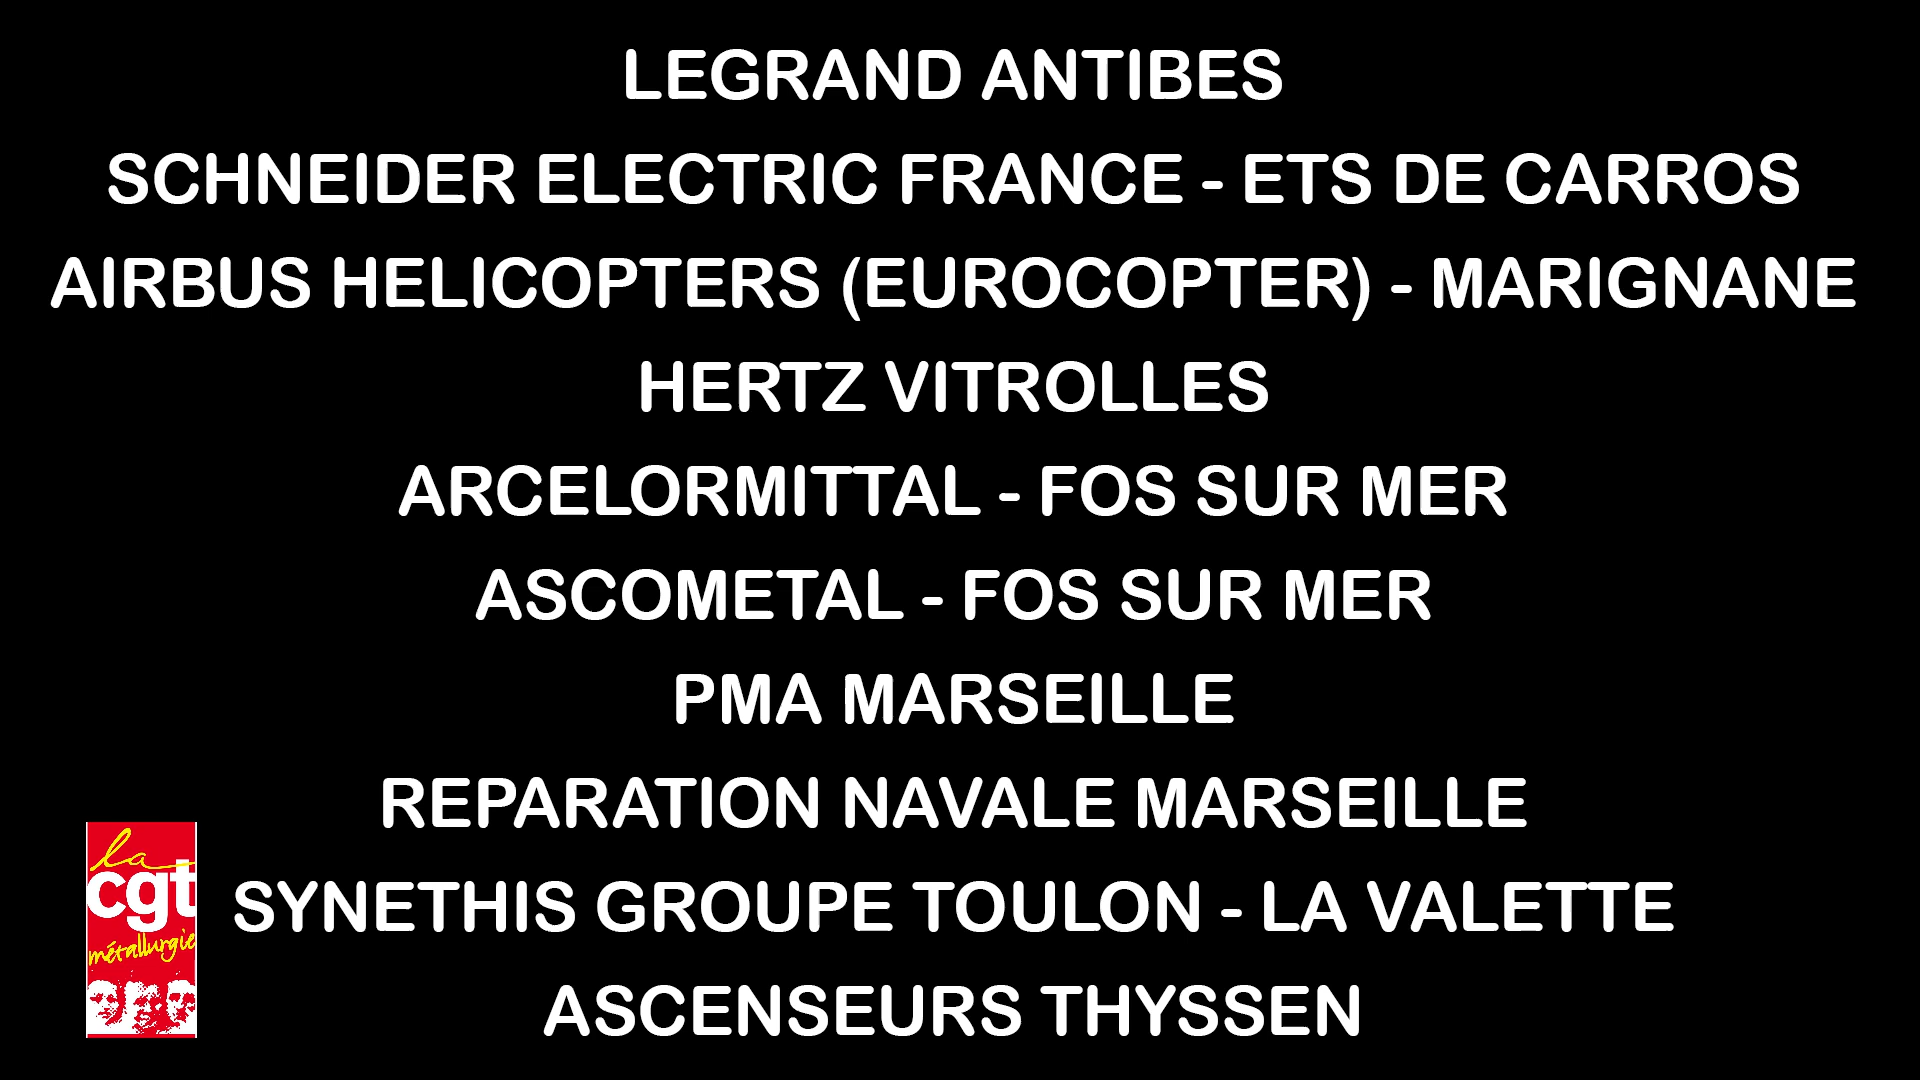 LEGRAND ANTIBES
SCHNEIDER ELECTRIC FRANCE - ETS DE CARROS
AIRBUS HELICOPTERS (EUROCOPTER) - MARIGNANE
HERTZ VITROLLES
ARCELORMITTAL - FOS SUR MER
ASCOMETAL - FOS SUR MER
PMA MARSEILLE
REPARATION NAVALE MARSEILLE
SYNETHIS GROUPE TOULON - LA VALETTE
ASCENSEURS THYSSEN
la
cgt
métallurgie